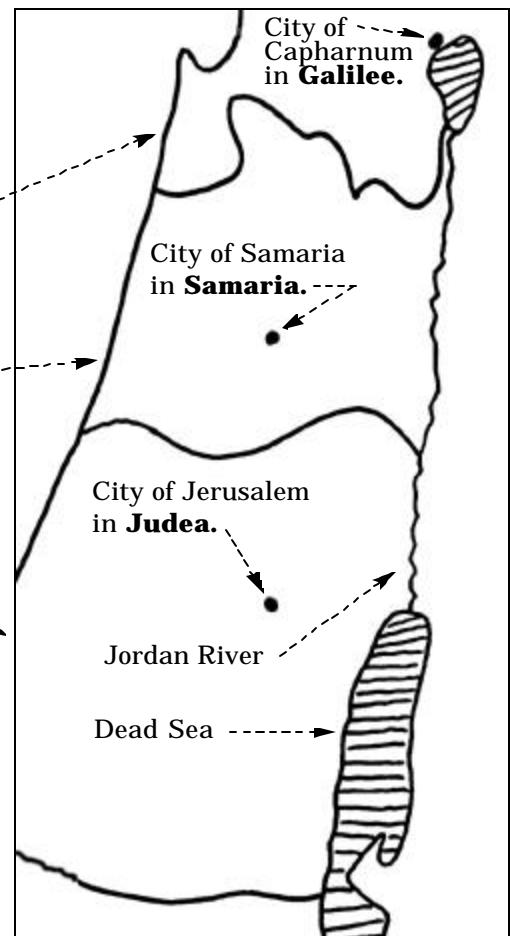 City of
Capharnum
in Galilee.
City of Samaria
in Samaria.
City of Jerusalem
in Judea.
Jordan River
Dead Sea